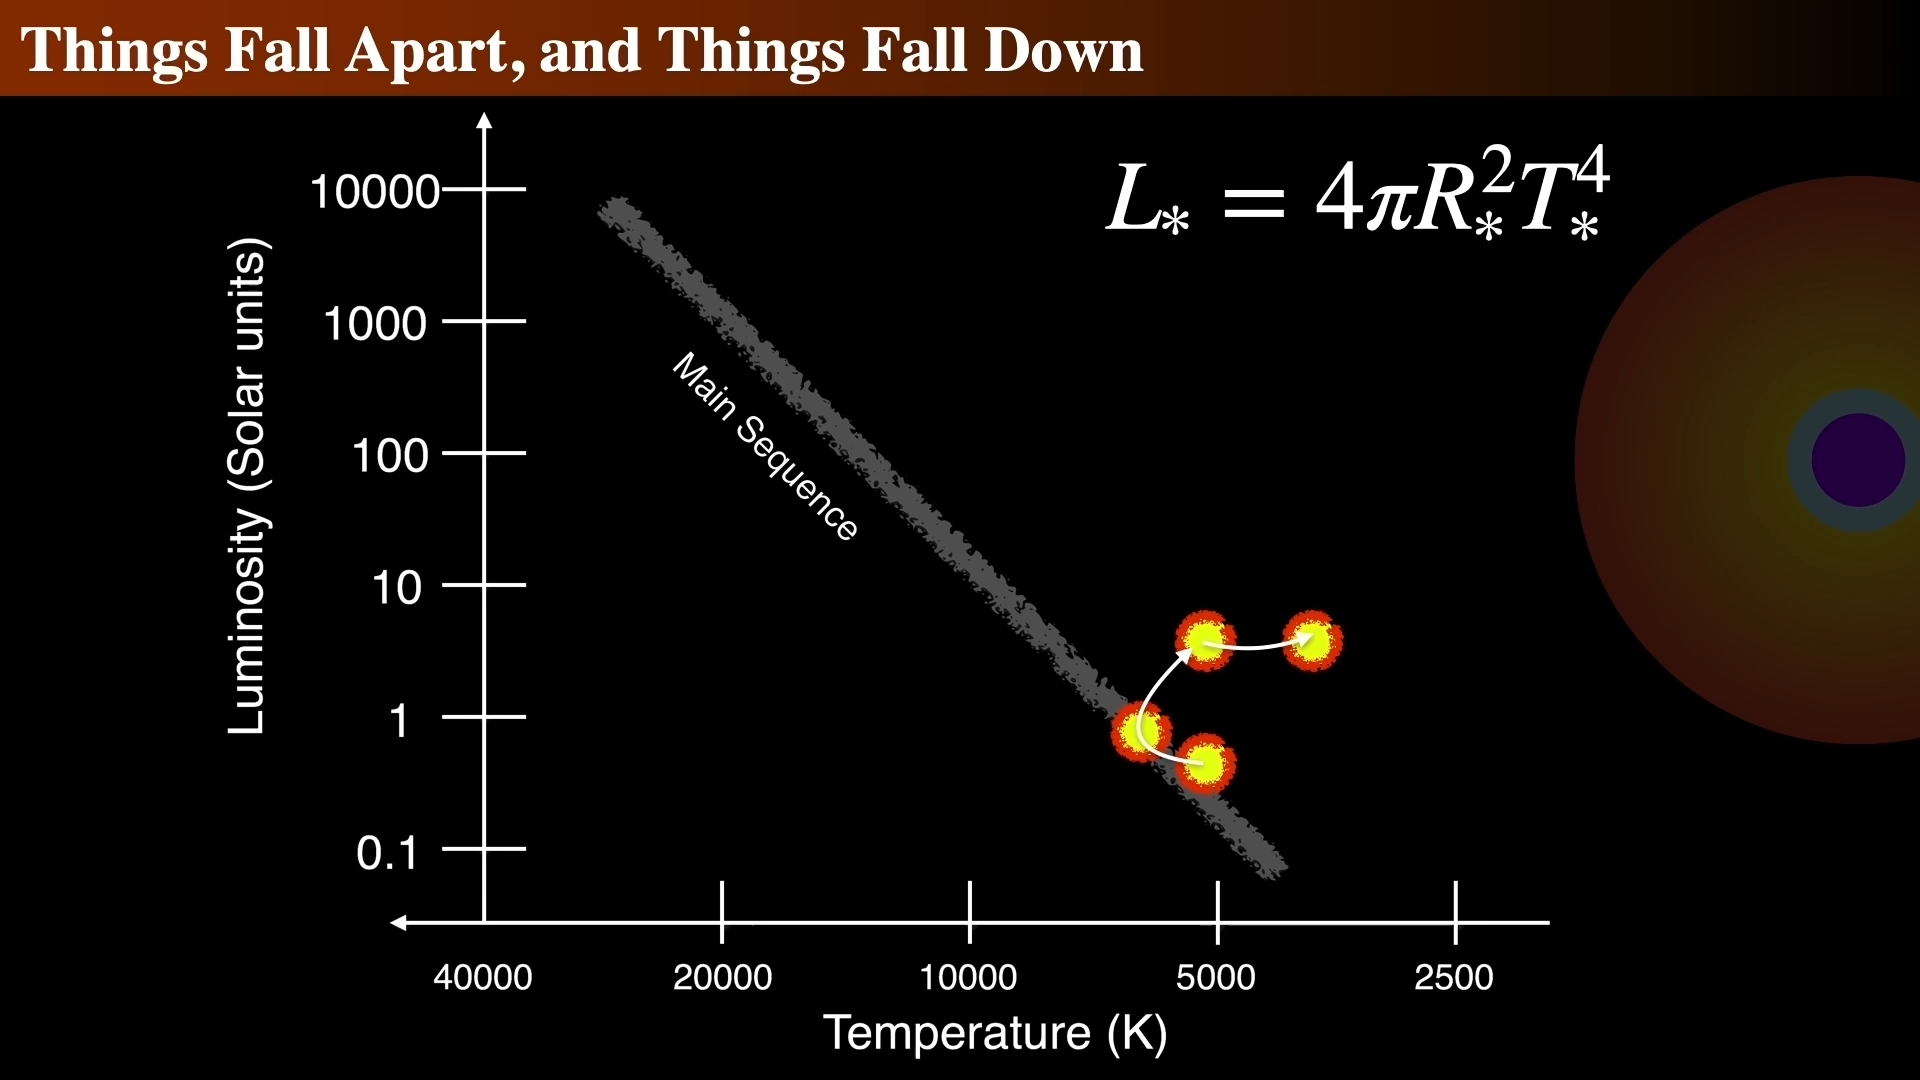 Things Fall Apart, and Things Fall Down
L* = 4πR*²T*⁴
Luminosity (Solar units)
10000
1000
100
10
1
0.1
Main Sequence
40000 20000 10000 5000 2500
Temperature (K)